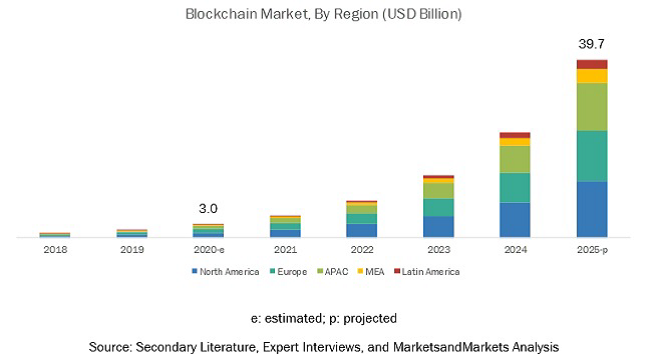 Blockchain Market, By Region (USD Billion)
39.7
3.0
2018 2019 2020-e 2021 2022 2023 2024 2025-p
North America Europe APAC MEA Latin America
e: estimated; p: projected
Source: Secondary Literature, Expert Interviews, and MarketsandMarkets Analysis